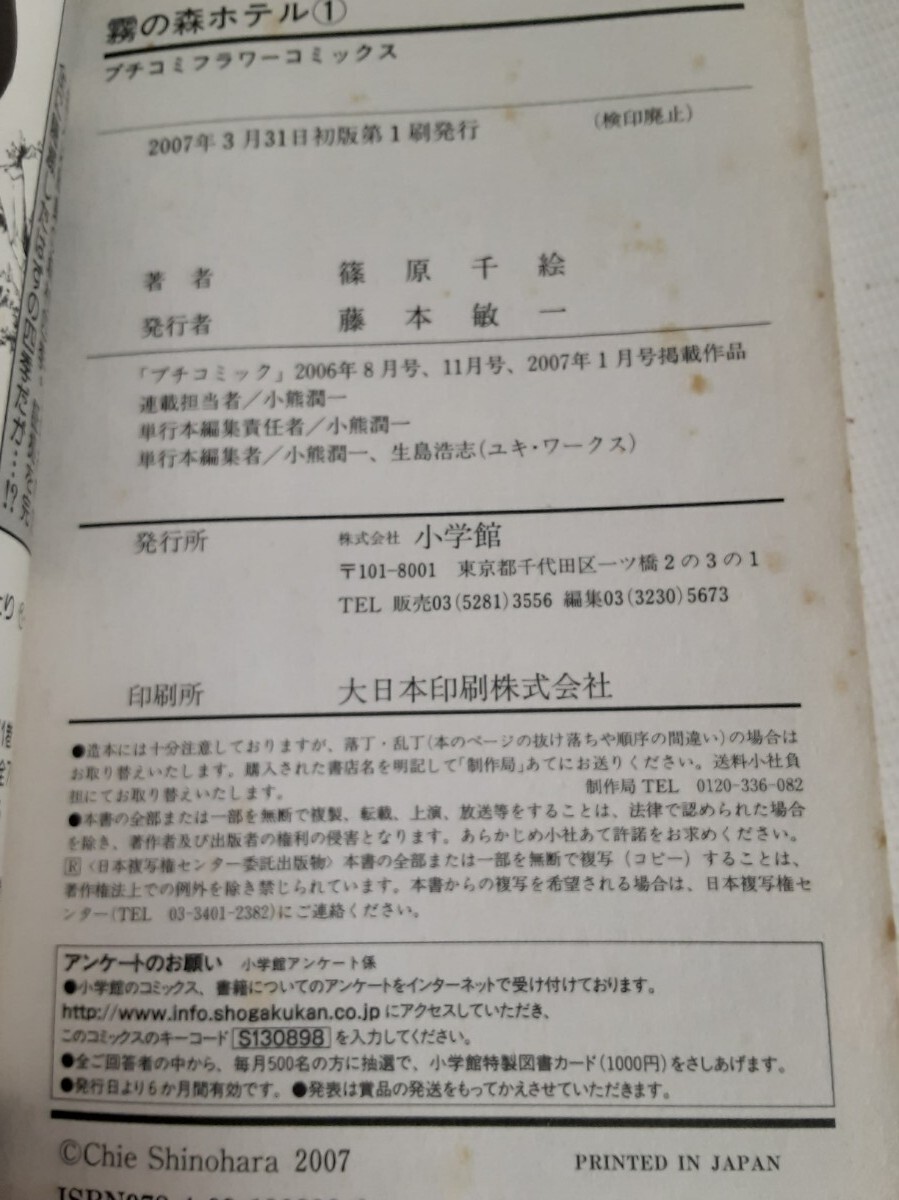 霧の森ホテル①
プチコミフラワーコミックス
2007年3月31日初版第1刷発行
(検印廃止)
著者 篠原千絵
発行者 藤本敏一
「プチコミック」2006年8月号、11月号、2007年1月号掲載作品
連載担当者/小熊潤一
単行本編集責任者/小熊潤一
単行本編集者/小熊潤一、生島浩志(ユキ・ワークス)
発行所 株式会社 小学館
〒101-8001 東京都千代田区一ツ橋2の3の1
TEL 販売03(5281)3556 編集03(3230)5673
印刷所 大日本印刷株式会社
●造本には十分注意しておりますが、落丁・乱丁(本のページの抜け落ちや順序の間違い)の場合は
お取り替えいたします。購入された書店名を明記して「制作局」あてにお送りください。送料小社負
担にてお取り替えいたします。 制作局TEL 0120-336-082
●本書の全部または一部を無断で複製、転載、上演、放送等をすることは、法律で認められた場合
を除き、著作者及び出版者の権利の侵害となります。あらかじめ小社あて許諾をお求めください。
Ⓡ〈日本複写権センター委託出版物〉本書の全部または一部を無断で複写(コピー)することは、
著作権法上での例外を除き禁じられています。本書からの複写を希望される場合は、日本複写権セ
ンター(TEL 03-3401-2382)にご連絡ください。
アンケートのお願い 小学館アンケート係
●小学館のコミックス、書籍についてのアンケートをインターネットで受け付けております。
http://www.info.shogakukan.co.jp にアクセスしていただき、
このコミックスのキーコード S130898 を入力してください。
●全ご回答者の中から、毎月500名の方に抽選で、小学館特製図書カード(1000円)をさしあげます。
●発行日より6か月間有効です。●発表は賞品の発送をもってかえさせていただきます。
©Chie Shinohara 2007
PRINTED IN JAPAN